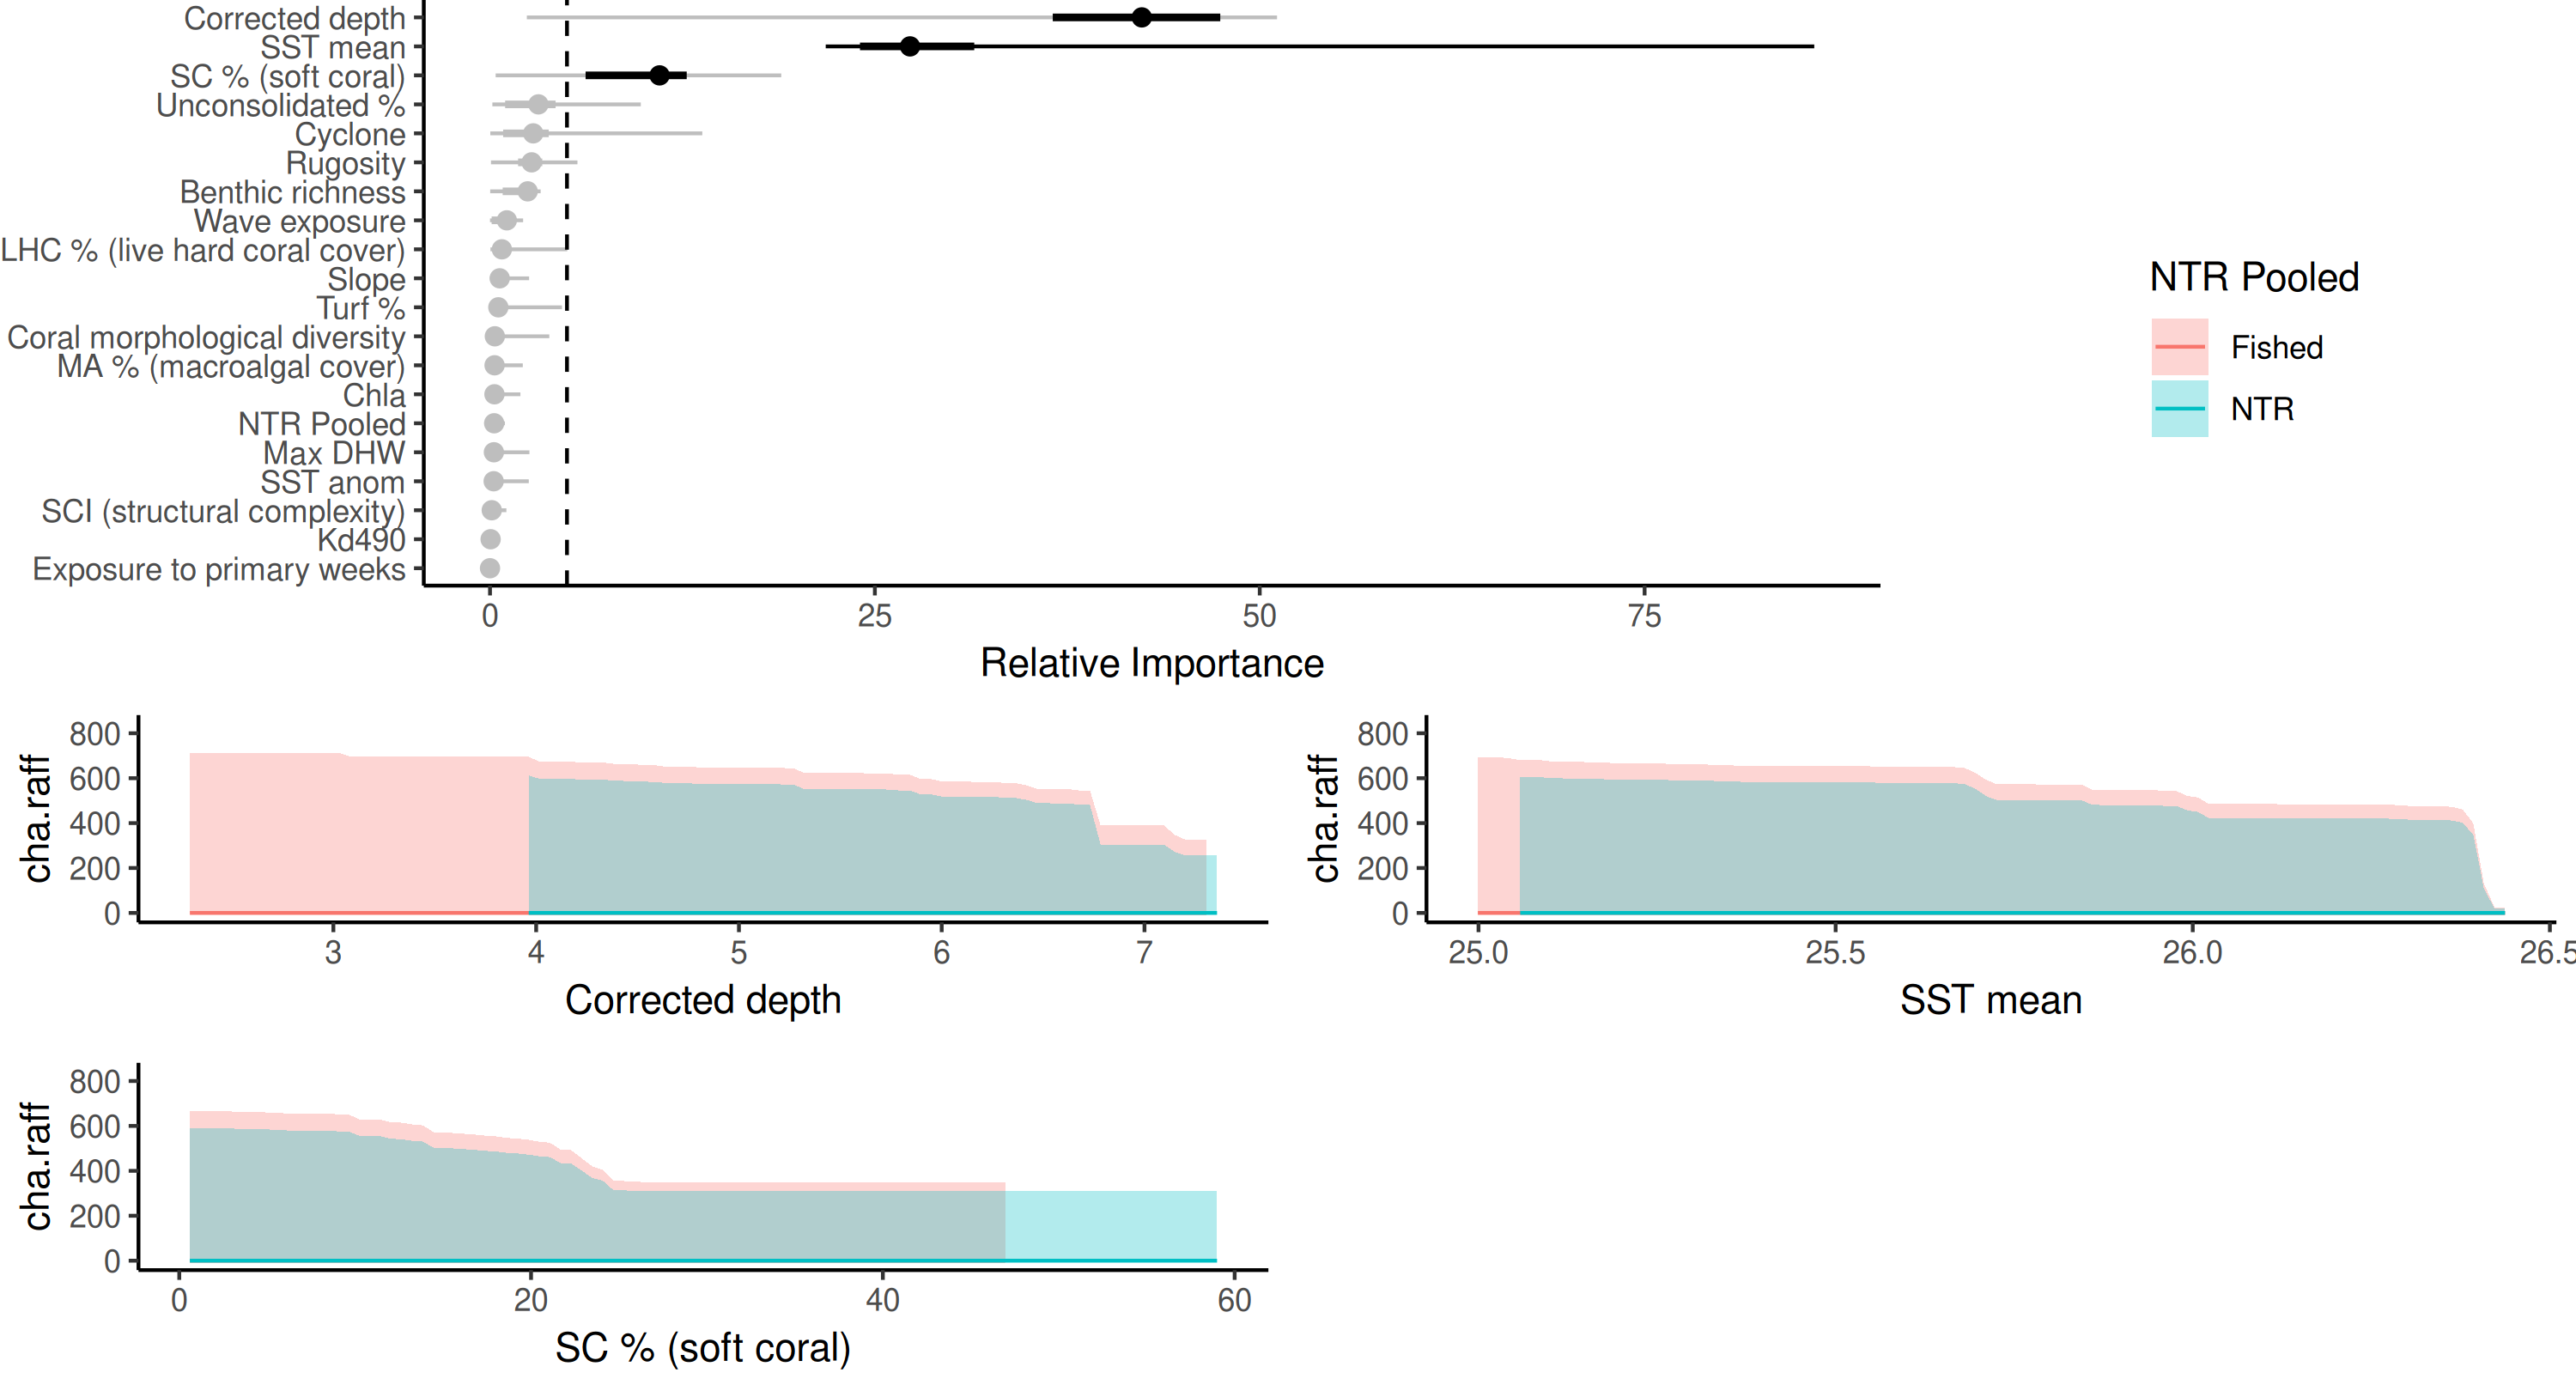 Corrected depth
SST mean
SC % (soft coral)
Unconsolidated %
Cyclone
Rugosity
Benthic richness
Wave exposure
LHC % (live hard coral cover)
Slope
Turf %
Coral morphological diversity
MA % (macroalgal cover)
Chla
NTR Pooled
Max DHW
SST anom
SCI (structural complexity)
Kd490
Exposure to primary weeks
0 25 50 75
Relative Importance
NTR Pooled
Fished
NTR
800
600
400
200
0
cha.raff
3 4 5 6 7
Corrected depth
800
600
400
200
0
cha.raff
25.0 25.5 26.0 26.5
SST mean
800
600
400
200
0
cha.raff
0 20 40 60
SC % (soft coral)